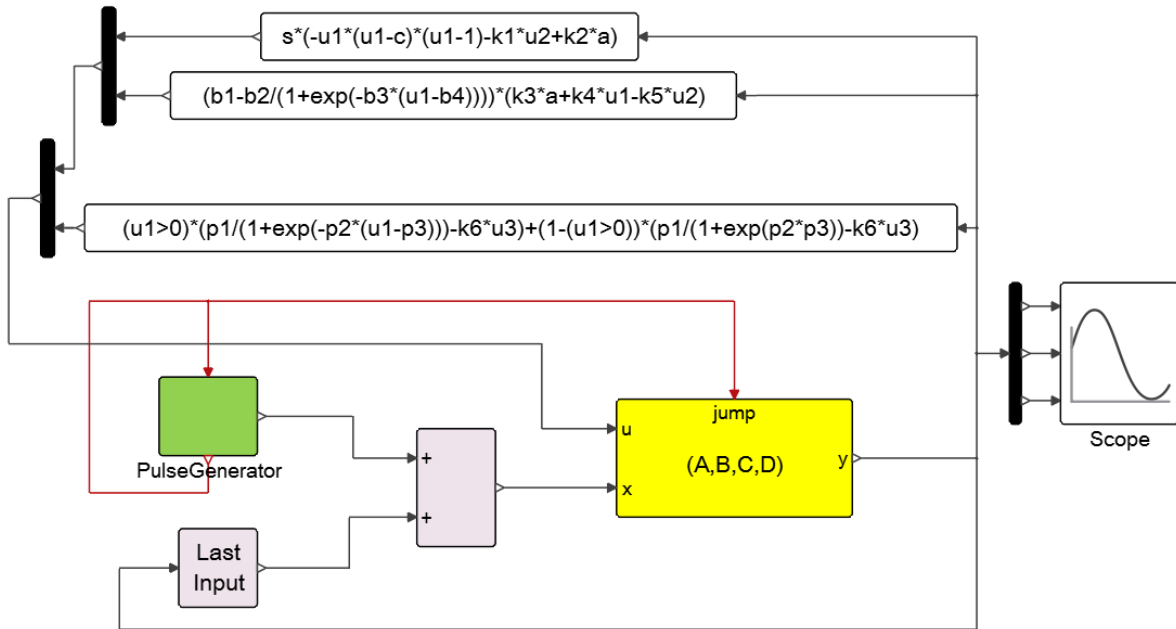 s*(-u1*(u1-c)*(u1-1)-k1*u2+k2*a)
(b1-b2/(1+exp(-b3*(u1-b4))))*(k3*a+k4*u1-k5*u2)
(u1>0)*(p1/(1+exp(-p2*(u1-p3)))-k6*u3)+(1-(u1>0))*(p1/(1+exp(p2*p3))-k6*u3)
PulseGenerator
+
+
Last
Input
jump
u
(A,B,C,D)
y
x
Scope